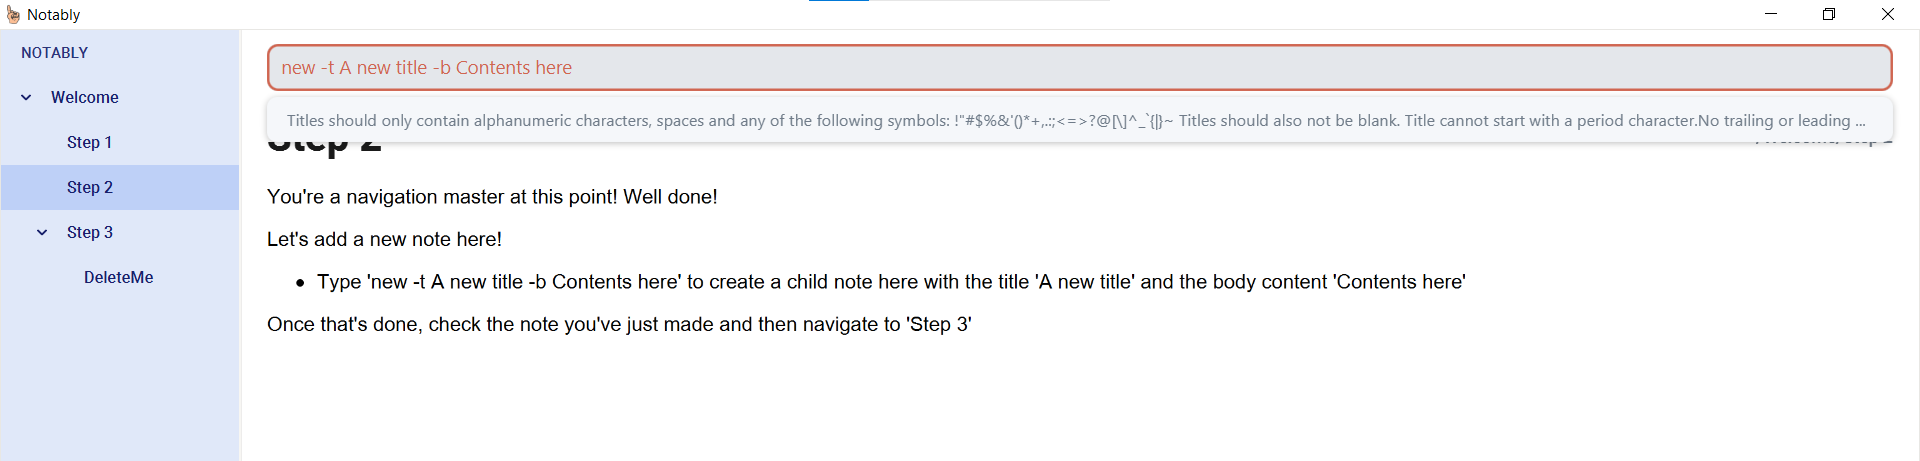 Notably
NOTABLY
Welcome
Step 1
Step 2
Step 3
DeleteMe
new -t A new title -b Contents here
Titles should only contain alphanumeric characters, spaces and any of the following symbols: !"#$%&'()*+,.:;<=>?@[\]^_`{|}~ Titles should also not be blank. Title cannot start with a period character.No trailing or leading ...
Step 2
You're a navigation master at this point! Well done!
Let's add a new note here!
• Type 'new -t A new title -b Contents here' to create a child note here with the title 'A new title' and the body content 'Contents here'
Once that's done, check the note you've just made and then navigate to 'Step 3'